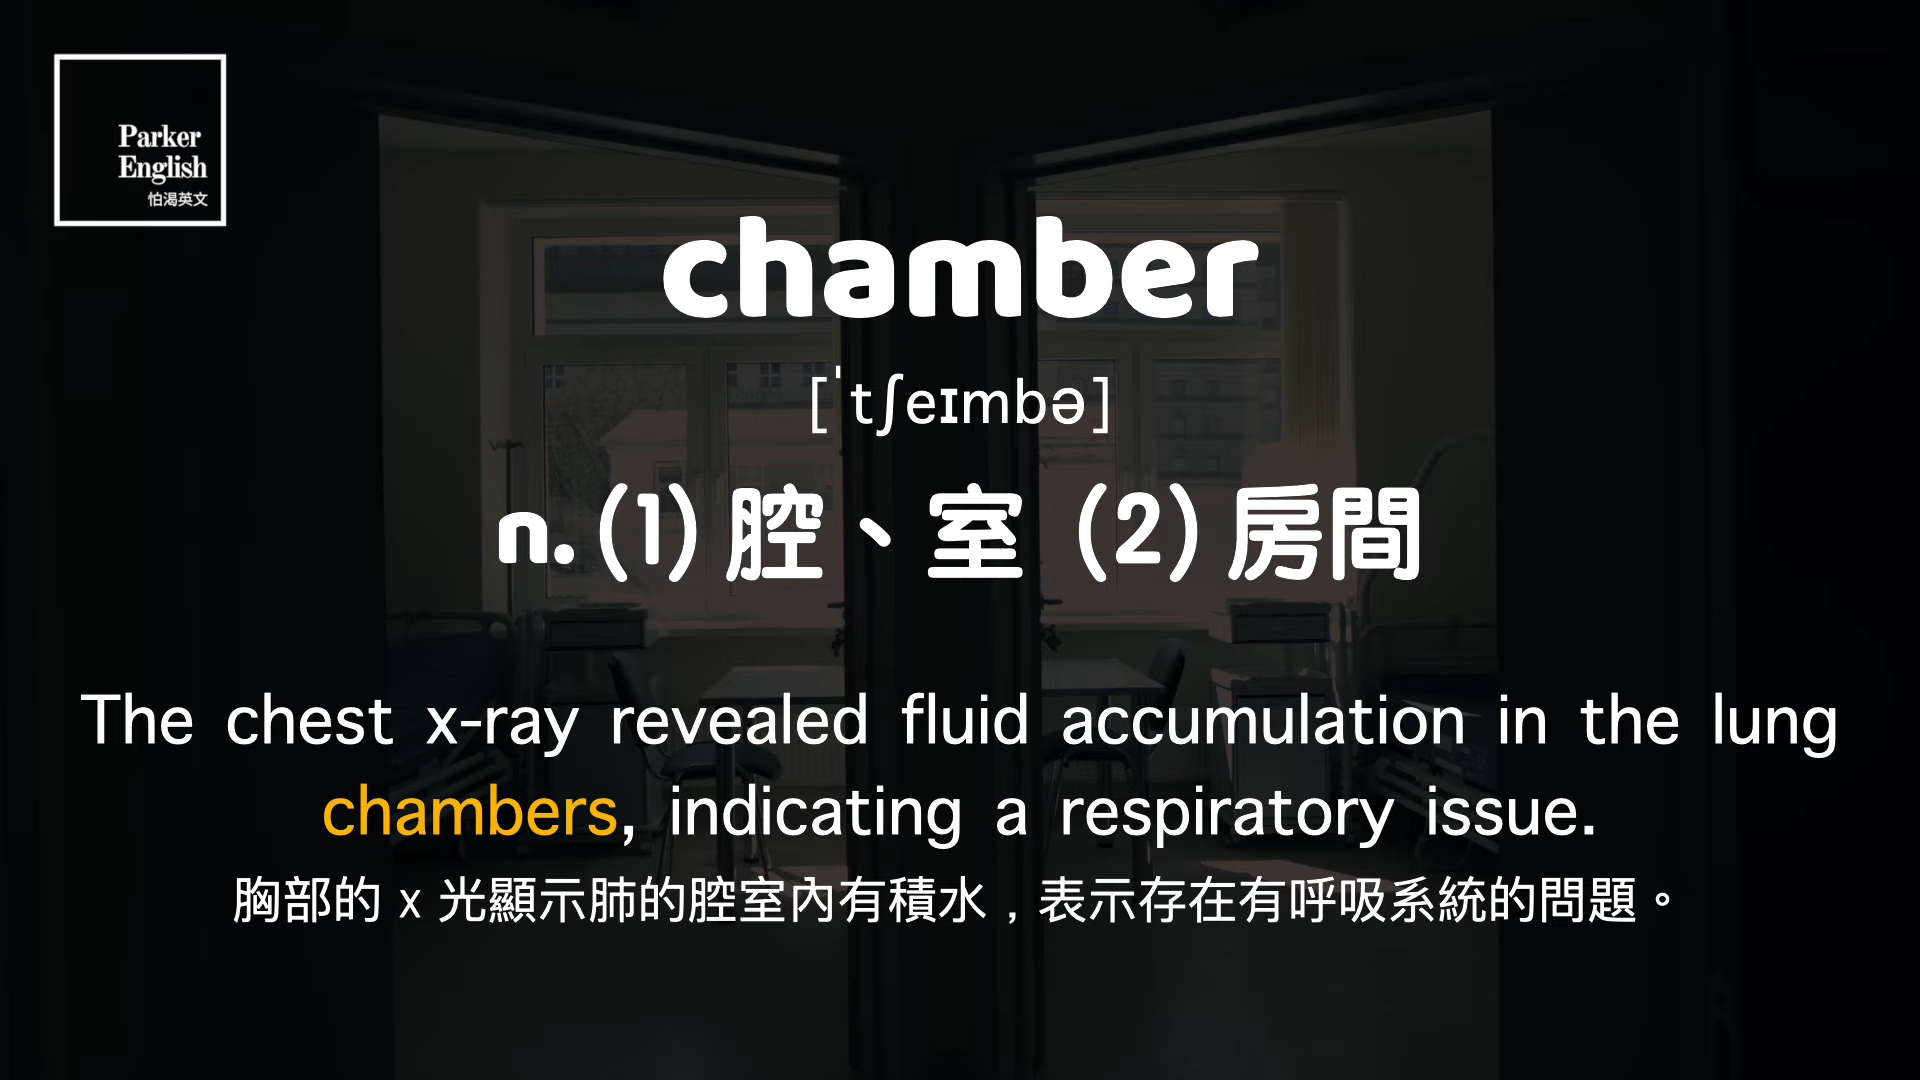 Parker
English
怕渴英文
chamber
[ˈtʃeɪmbə]
n. (1) 腔、室 (2) 房間
The chest x-ray revealed fluid accumulation in the lung
chambers, indicating a respiratory issue.
胸部的 x 光顯示肺的腔室內有積水，表示存在有呼吸系統的問題。